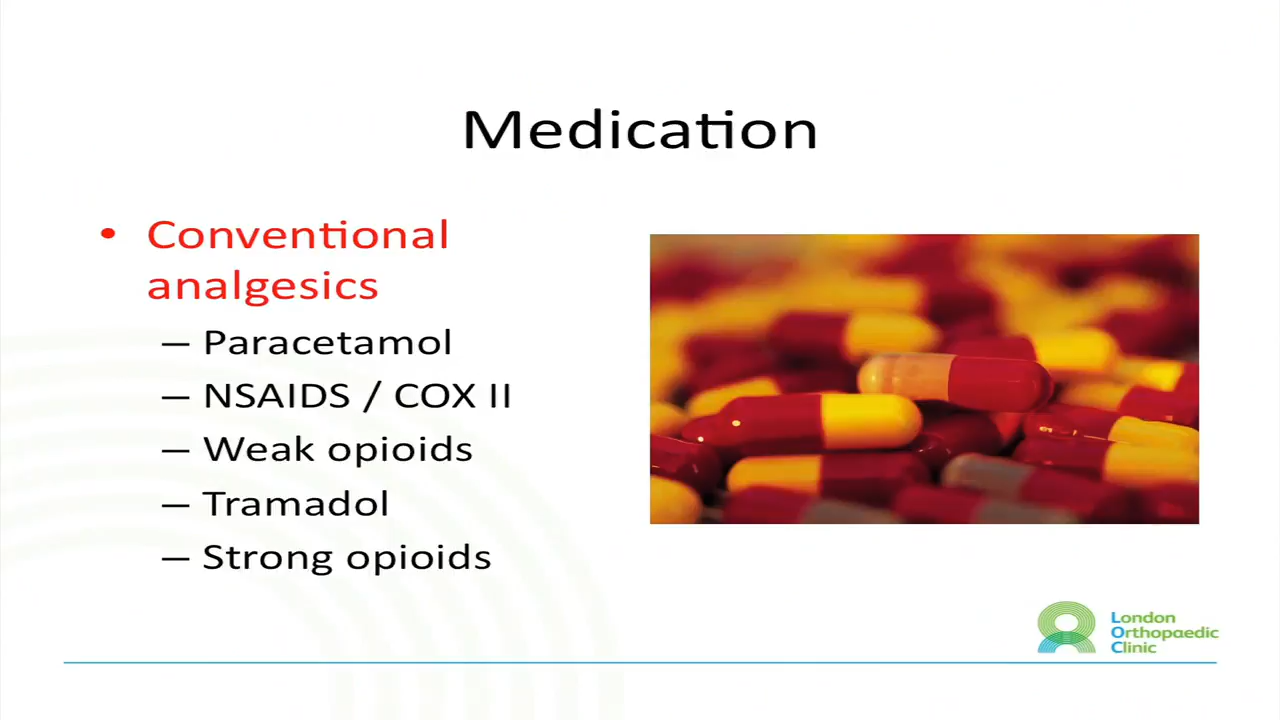 Medication
• Conventional
analgesics
– Paracetamol
– NSAIDS / COX II
– Weak opioids
– Tramadol
– Strong opioids
London
Orthopaedic
Clinic